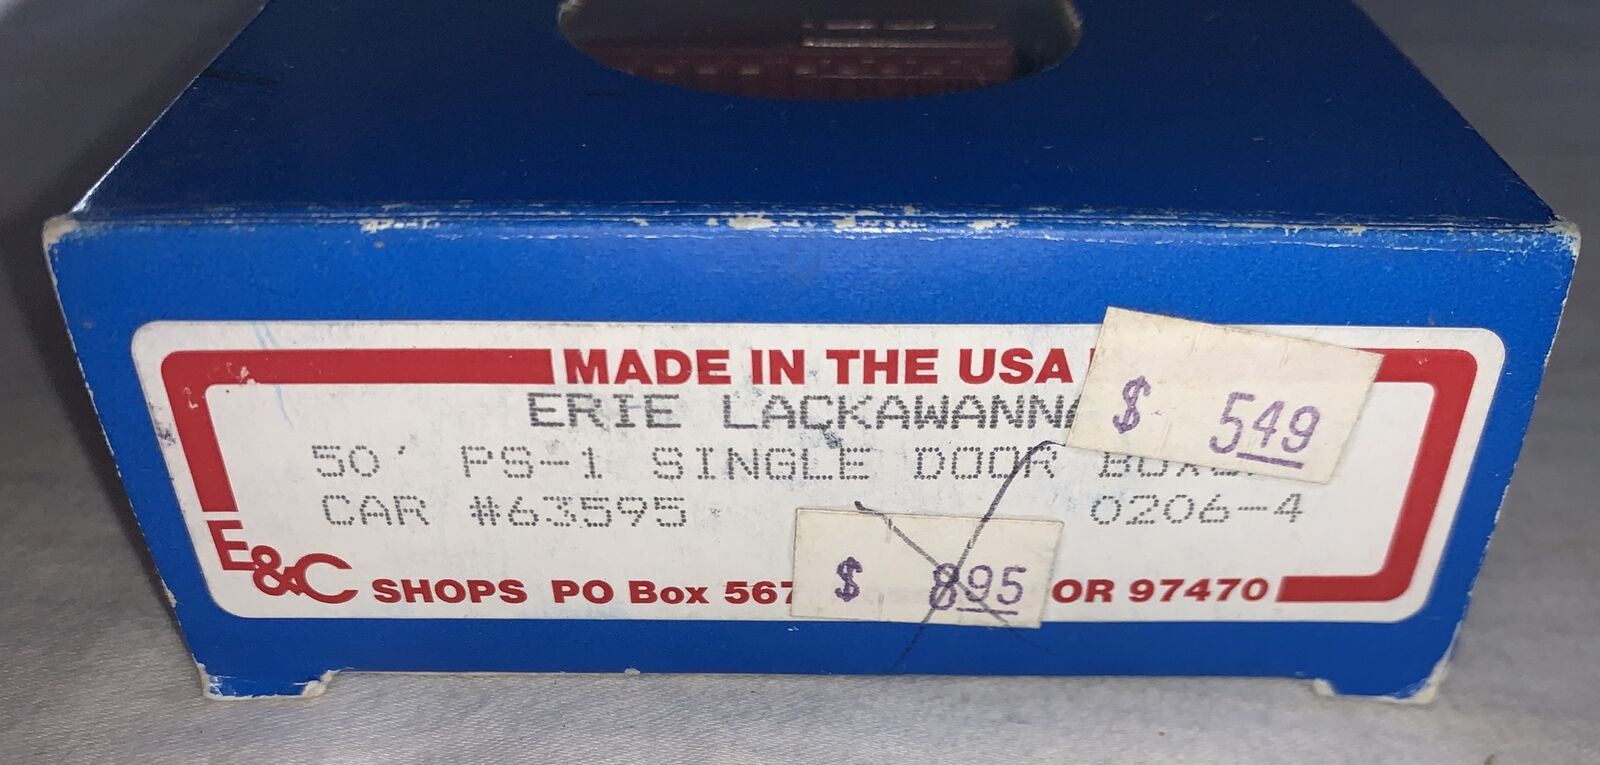 MADE IN THE USA
ERIE LACKAWANNA
$ 549
50' PS-1 SINGLE DOOR
CAR #63595 0206-4
$ 895
E&C SHOPS PO Box 567 OR 97470